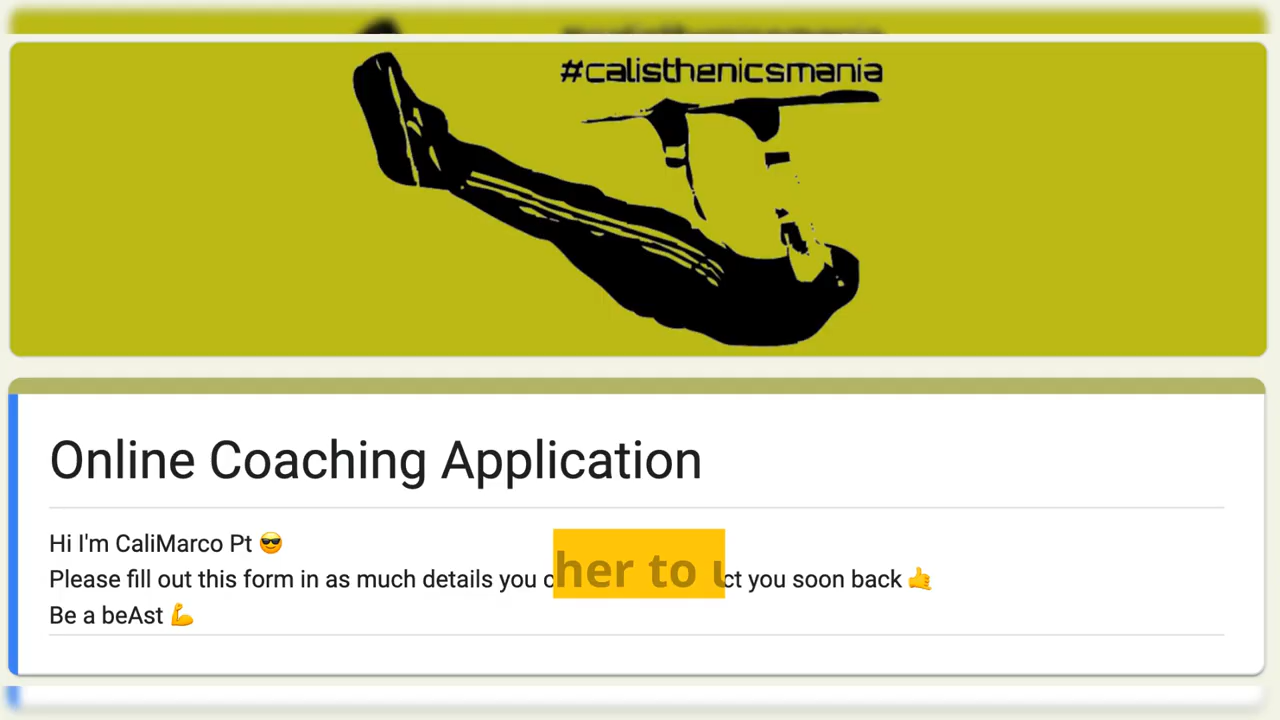 #calisthenicsmania
Online Coaching Application
Hi I'm CaliMarco Pt 😎
Please fill out this form in as much details you her to ct you soon back 🤙
Be a beAst 💪